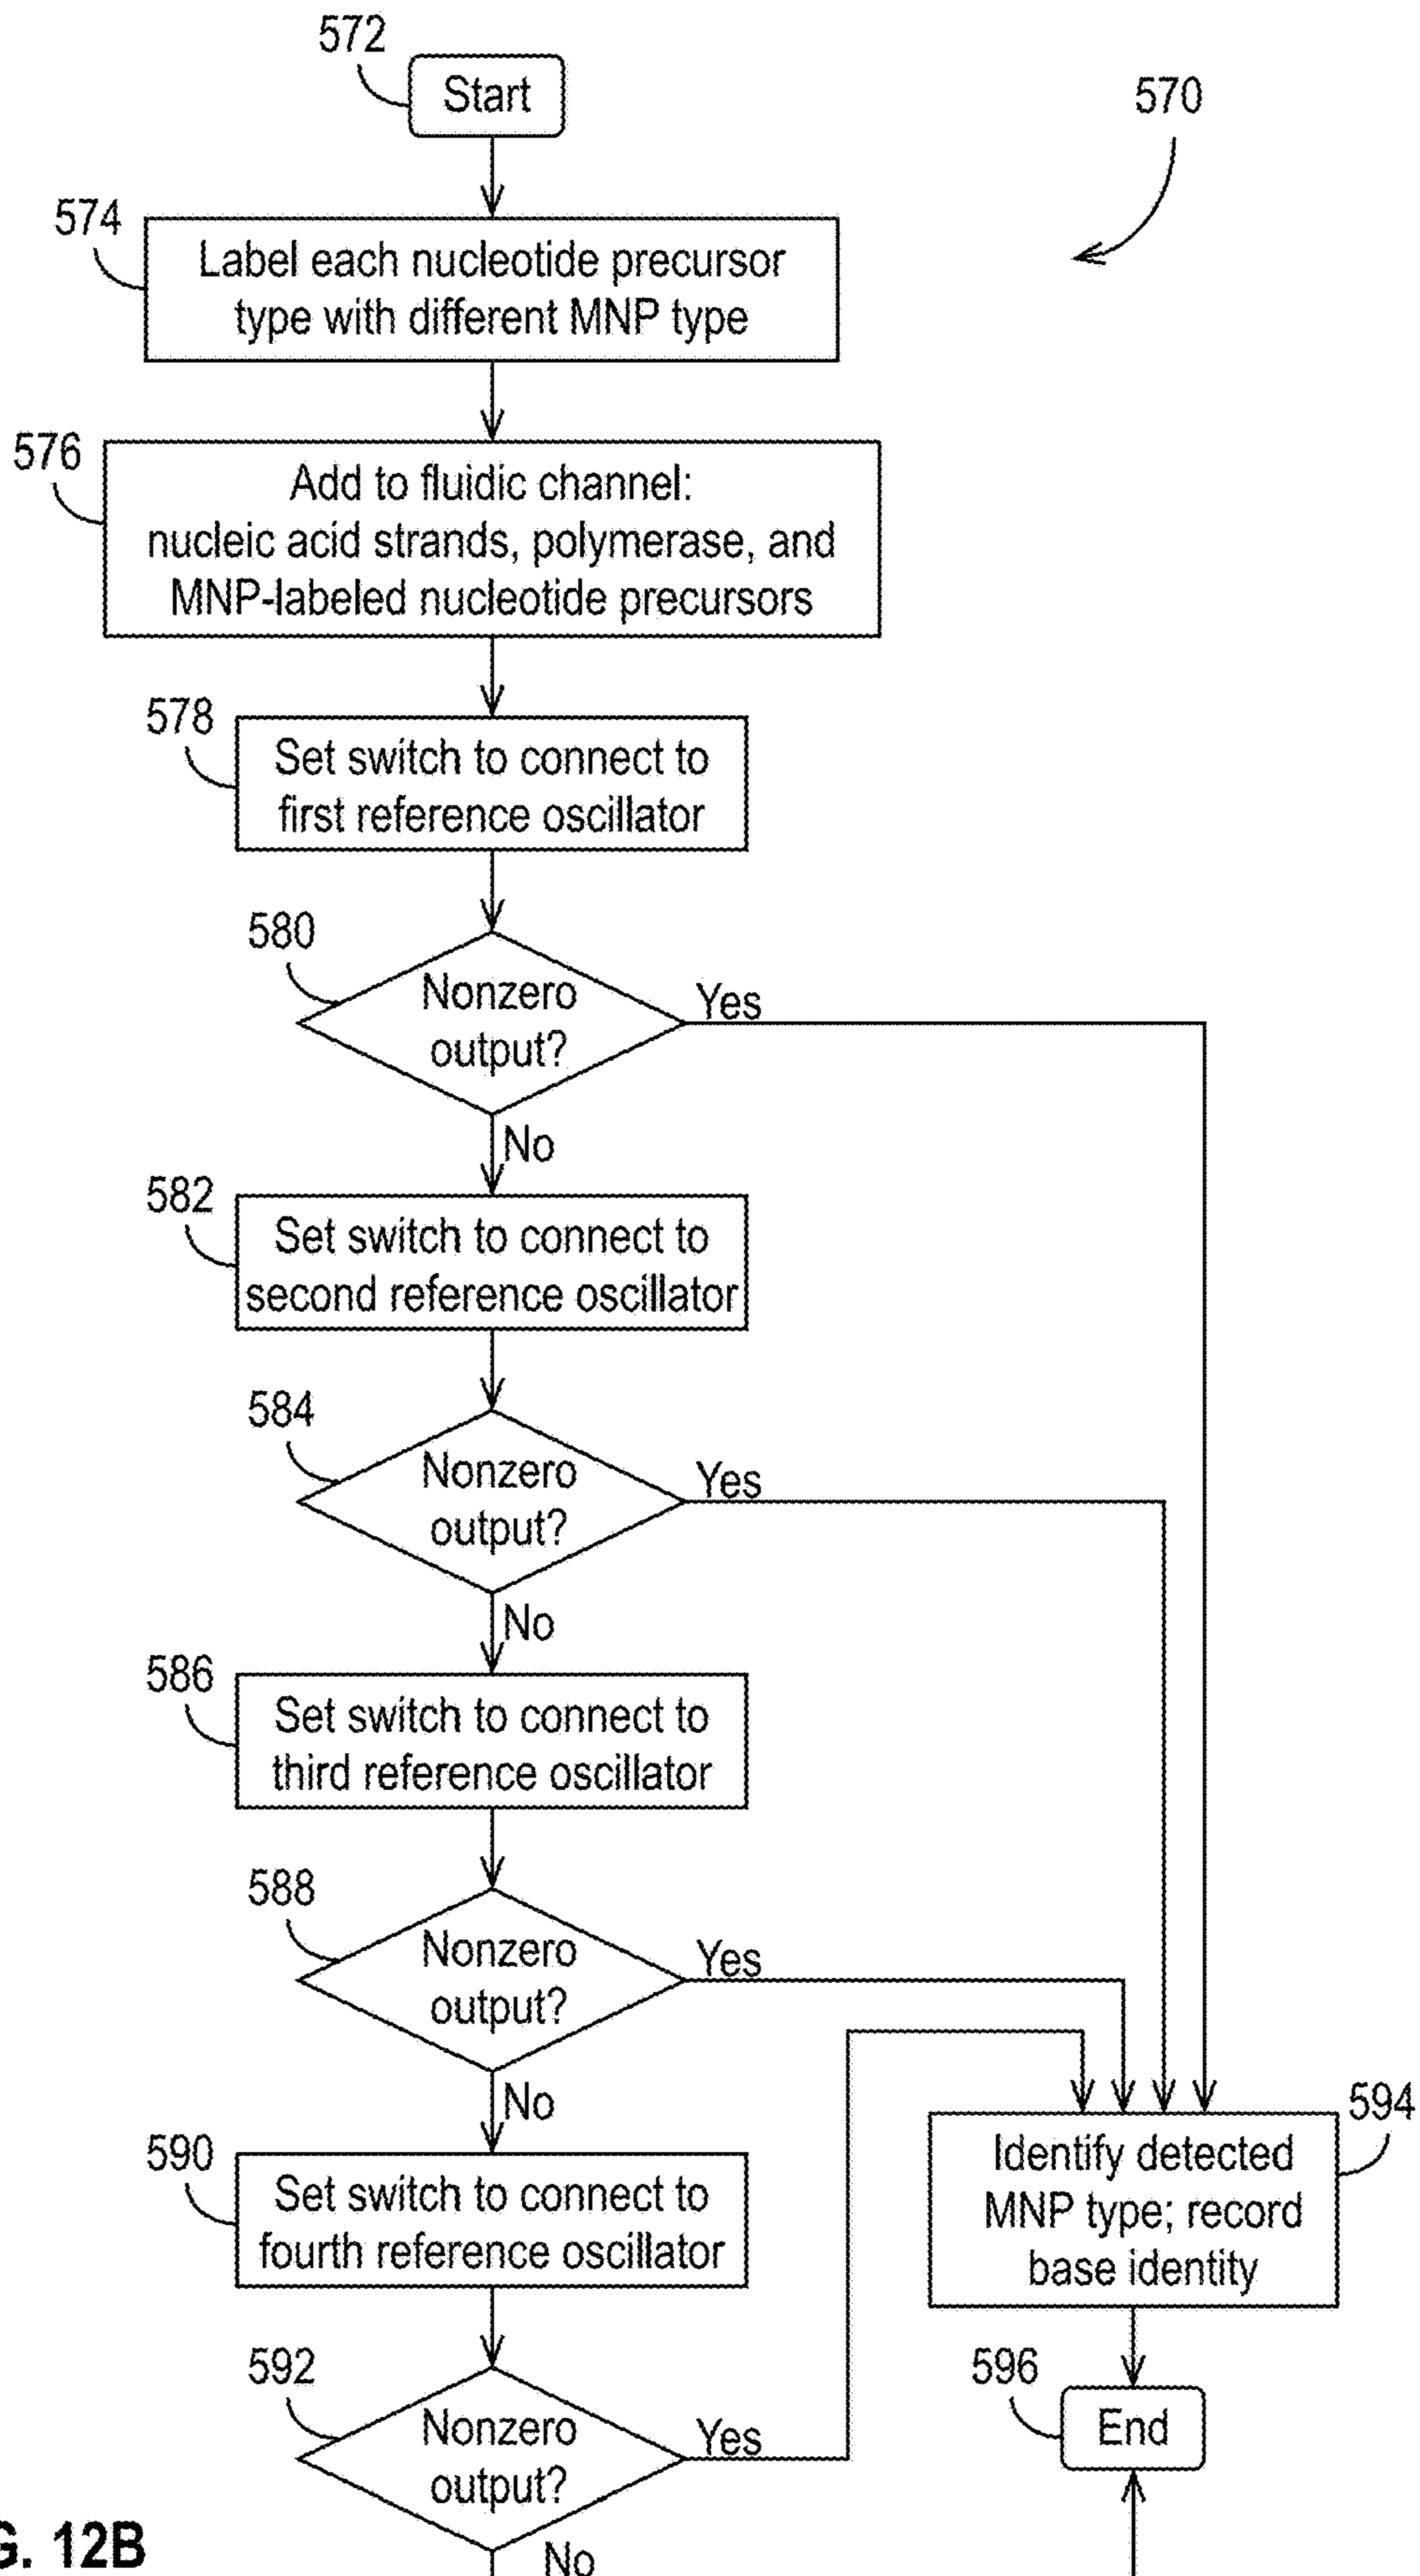 572
Start
570
574
Label each nucleotide precursor
type with different MNP type
576
Add to fluidic channel:
nucleic acid strands, polymerase, and
MNP-labeled nucleotide precursors
578
Set switch to connect to
first reference oscillator
580
Nonzero
output?
Yes
No
582
Set switch to connect to
second reference oscillator
584
Nonzero
output?
Yes
No
586
Set switch to connect to
third reference oscillator
588
Nonzero
output?
Yes
No
590
Set switch to connect to
fourth reference oscillator
592
Nonzero
output?
Yes
No
594
Identify detected
MNP type; record
base identity
596
End
G. 12B